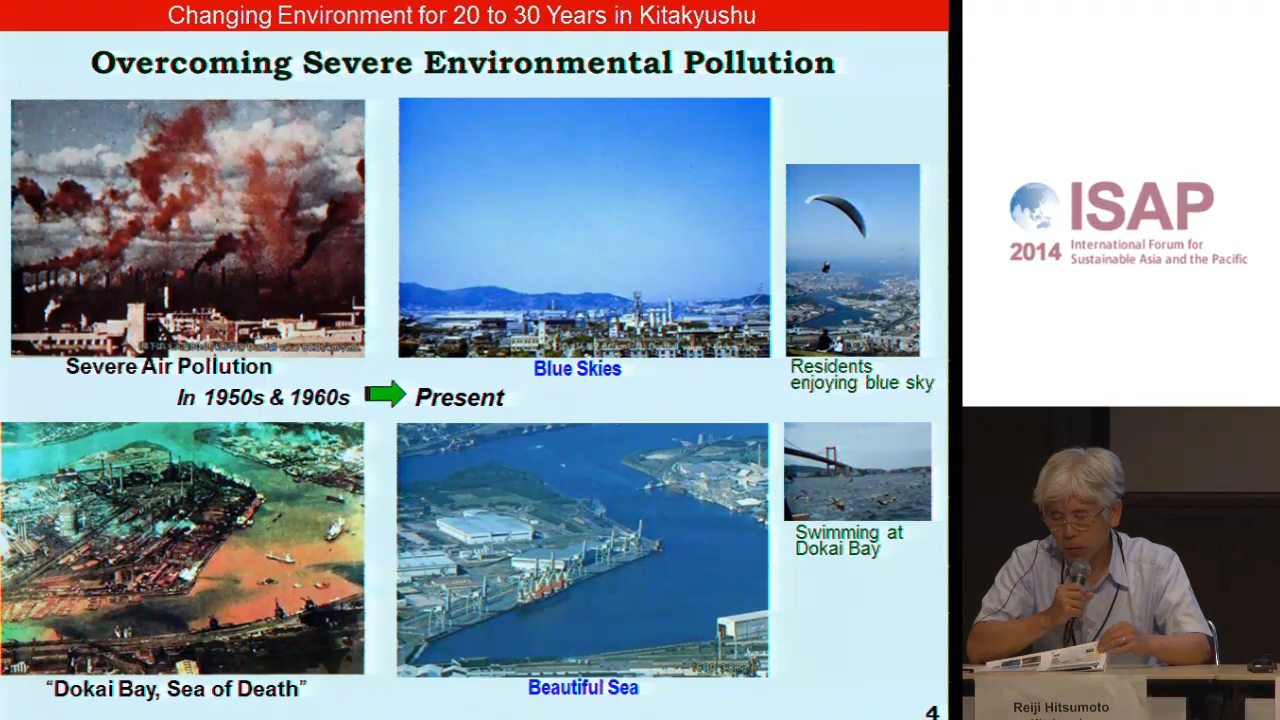 Changing Environment for 20 to 30 Years in Kitakyushu
Overcoming Severe Environmental Pollution
Severe Air Pollution
Blue Skies
Residents
enjoying blue sky
In 1950s & 1960s
Present
Swimming at
Dokai Bay
“Dokai Bay, Sea of Death”
Beautiful Sea
4
ISAP
2014
International Forum for
Sustainable Asia and the Pacific
Reiji Hitsumoto